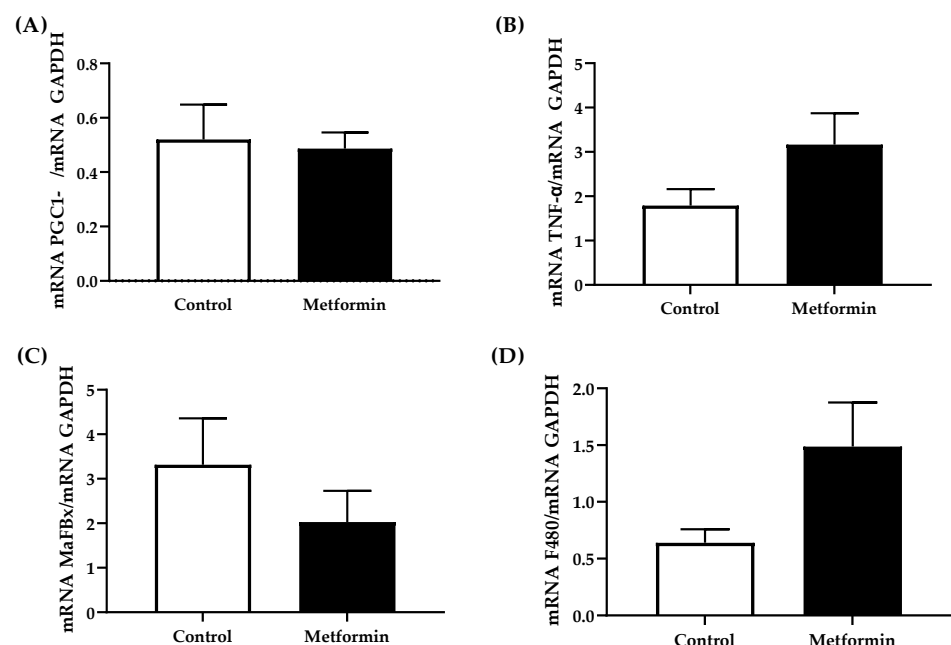 (A)
mRNA PGC1- /mRNA GAPDH
0.8
0.6
0.4
0.2
0.0
Control Metformin
(B)
mRNA TNF-α/mRNA GAPDH
5
4
3
2
1
0
Control Metformin
(C)
mRNA MaFBx/mRNA GAPDH
5
4
3
2
1
0
Control Metformin
(D)
mRNA F480/mRNA GAPDH
2.0
1.5
1.0
0.5
0.0
Control Metformin